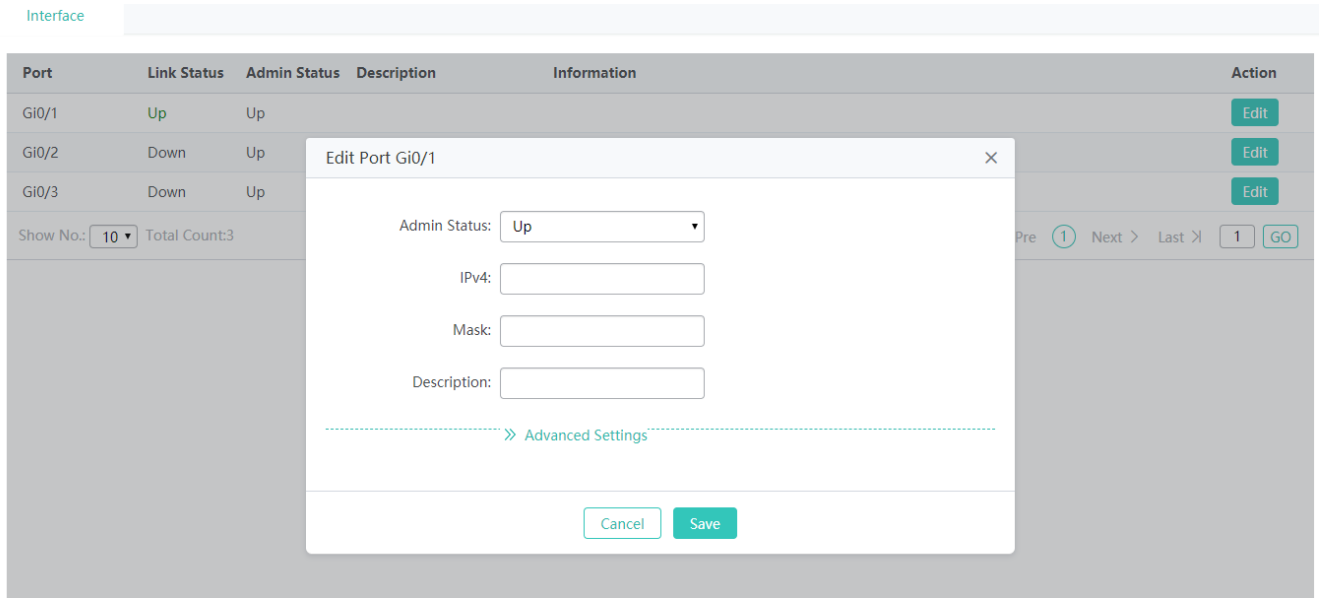 Interface
Port Link Status Admin Status Description Information Action
Gi0/1 Up Up Edit
Gi0/2 Down Up Edit
Gi0/3 Down Up Edit
Show No.: 10 Total Count:3 Pre 1 Next Last 1 GO
Edit Port Gi0/1
Admin Status: Up
IPv4:
Mask:
Description:
Advanced Settings
Cancel Save